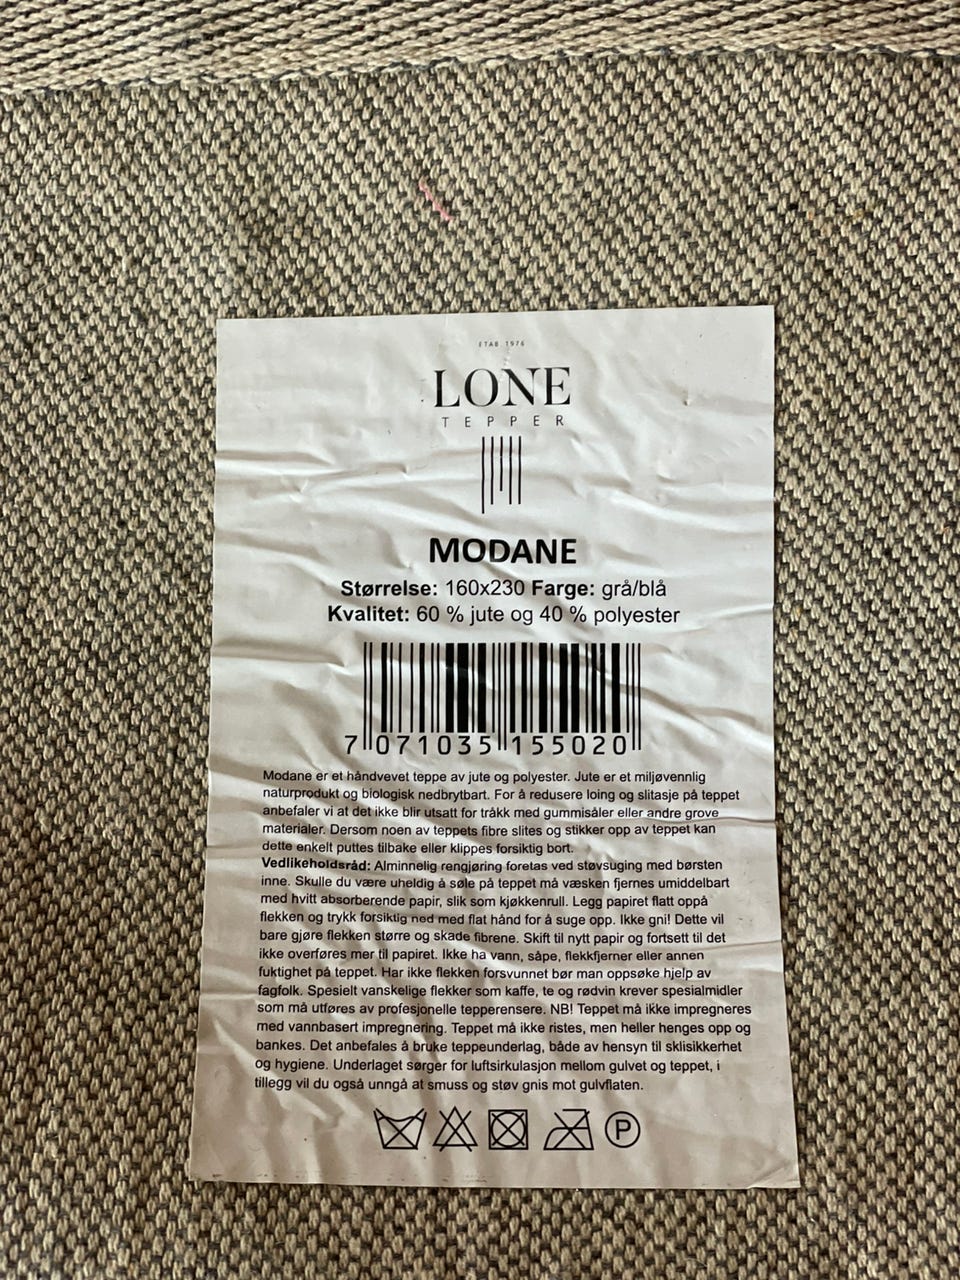 ETAB 1976
LONE
TEPPER
MODANE
Størrelse: 160x230 Farge: grå/blå
Kvalitet: 60 % jute og 40 % polyester
7 071035 155020
Modane er et håndvevet teppe av jute og polyester. Jute er et miljøvennlig
naturprodukt og biologisk nedbrytbart. For å redusere loing og slitasje på teppet
anbefaler vi at det ikke blir utsatt for tråkk med gummisåler eller andre grove
materialer. Dersom noen av teppets fibre slites og stikker opp av teppet kan
dette enkelt puttes tilbake eller klippes forsiktig bort.
Vedlikeholdsråd: Alminnelig rengjøring foretas ved støvsuging med børsten
inne. Skulle du være uheldig å søle på teppet må væsken fjernes umiddelbart
med hvitt absorberende papir, slik som kjøkkenrull. Legg papiret flatt oppå
flekken og trykk forsiktig ned med flat hånd for å suge opp. Ikke gni! Dette vil
bare gjøre flekken større og skade fibrene. Skift til nytt papir og fortsett til det
ikke overføres mer til papiret. Ikke ha vann, såpe, flekkfjerner eller annen
fuktighet på teppet. Har ikke flekken forsvunnet bør man oppsøke hjelp av
fagfolk. Spesielt vanskelige flekker som kaffe, te og rødvin krever spesialmidler
som må utføres av profesjonelle tepperensere. NB! Teppet må ikke impregneres
med vannbasert impregnering. Teppet må ikke ristes, men heller henges opp og
bankes. Det anbefales å bruke teppeunderlag, både av hensyn til sklisikkerhet
og hygiene. Underlaget sørger for luftsirkulasjon mellom gulvet og teppet, i
tillegg vil du også unngå at smuss og støv gnis mot gulvflaten.
P